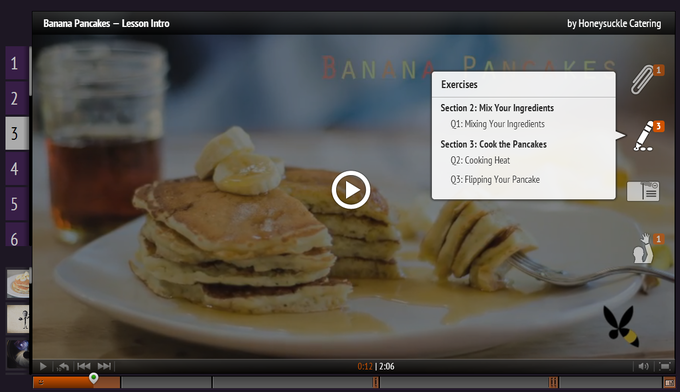 Banana Pancakes — Lesson Intro
by Honeysuckle Catering
BANANA PANCAKES
1
2
3
4
5
6
1
Exercises
Section 2: Mix Your Ingredients
Q1: Mixing Your Ingredients
Section 3: Cook the Pancakes
Q2: Cooking Heat
Q3: Flipping Your Pancake
3
1
0:12 | 2:06